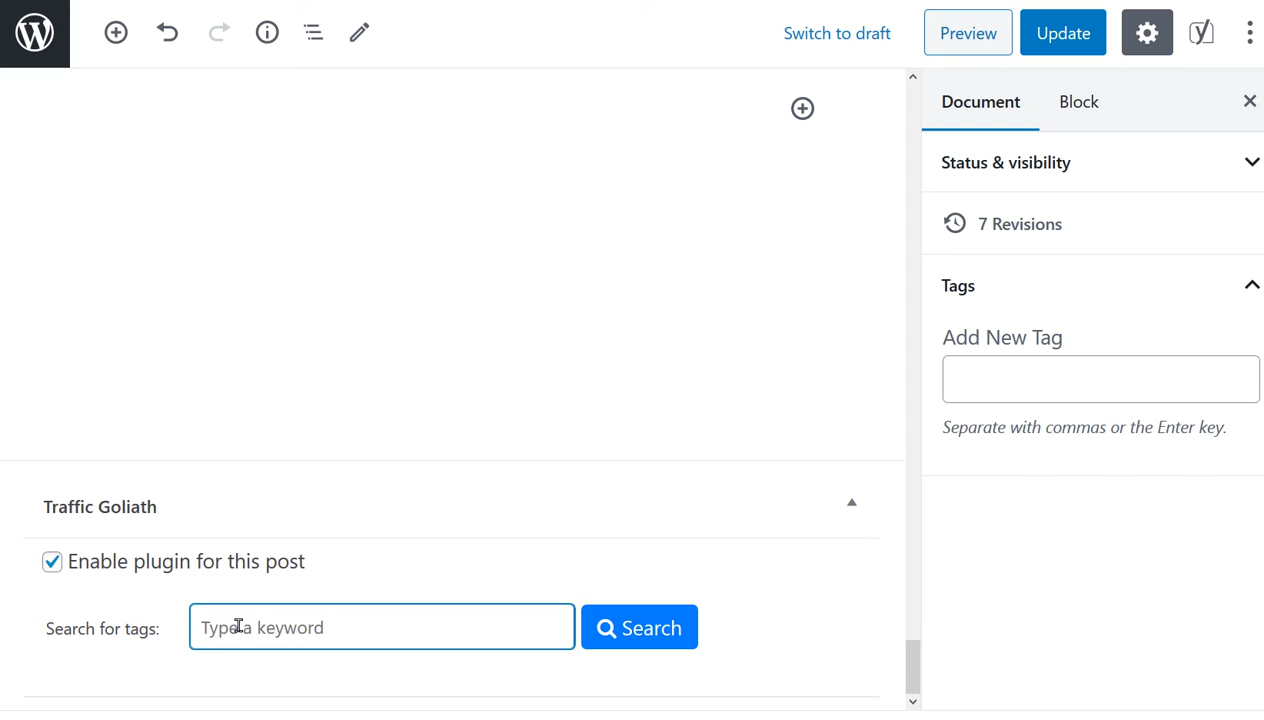 Switch to draft
Preview
Update
Document
Block
Status & visibility
7 Revisions
Tags
Add New Tag
Separate with commas or the Enter key.
Traffic Goliath
Enable plugin for this post
Search for tags:
Type a keyword
Search